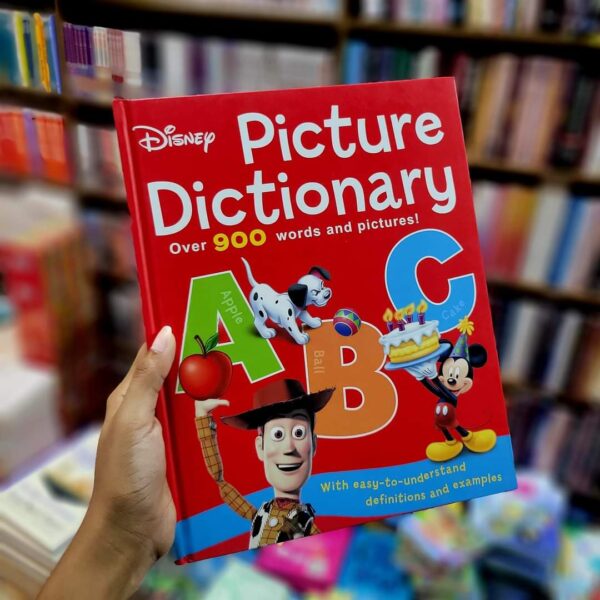 Disney
Picture
Dictionary
Over 900 words and pictures!
A
Apple
B
Ball
C
Cake
With easy-to-understand
definitions and examples